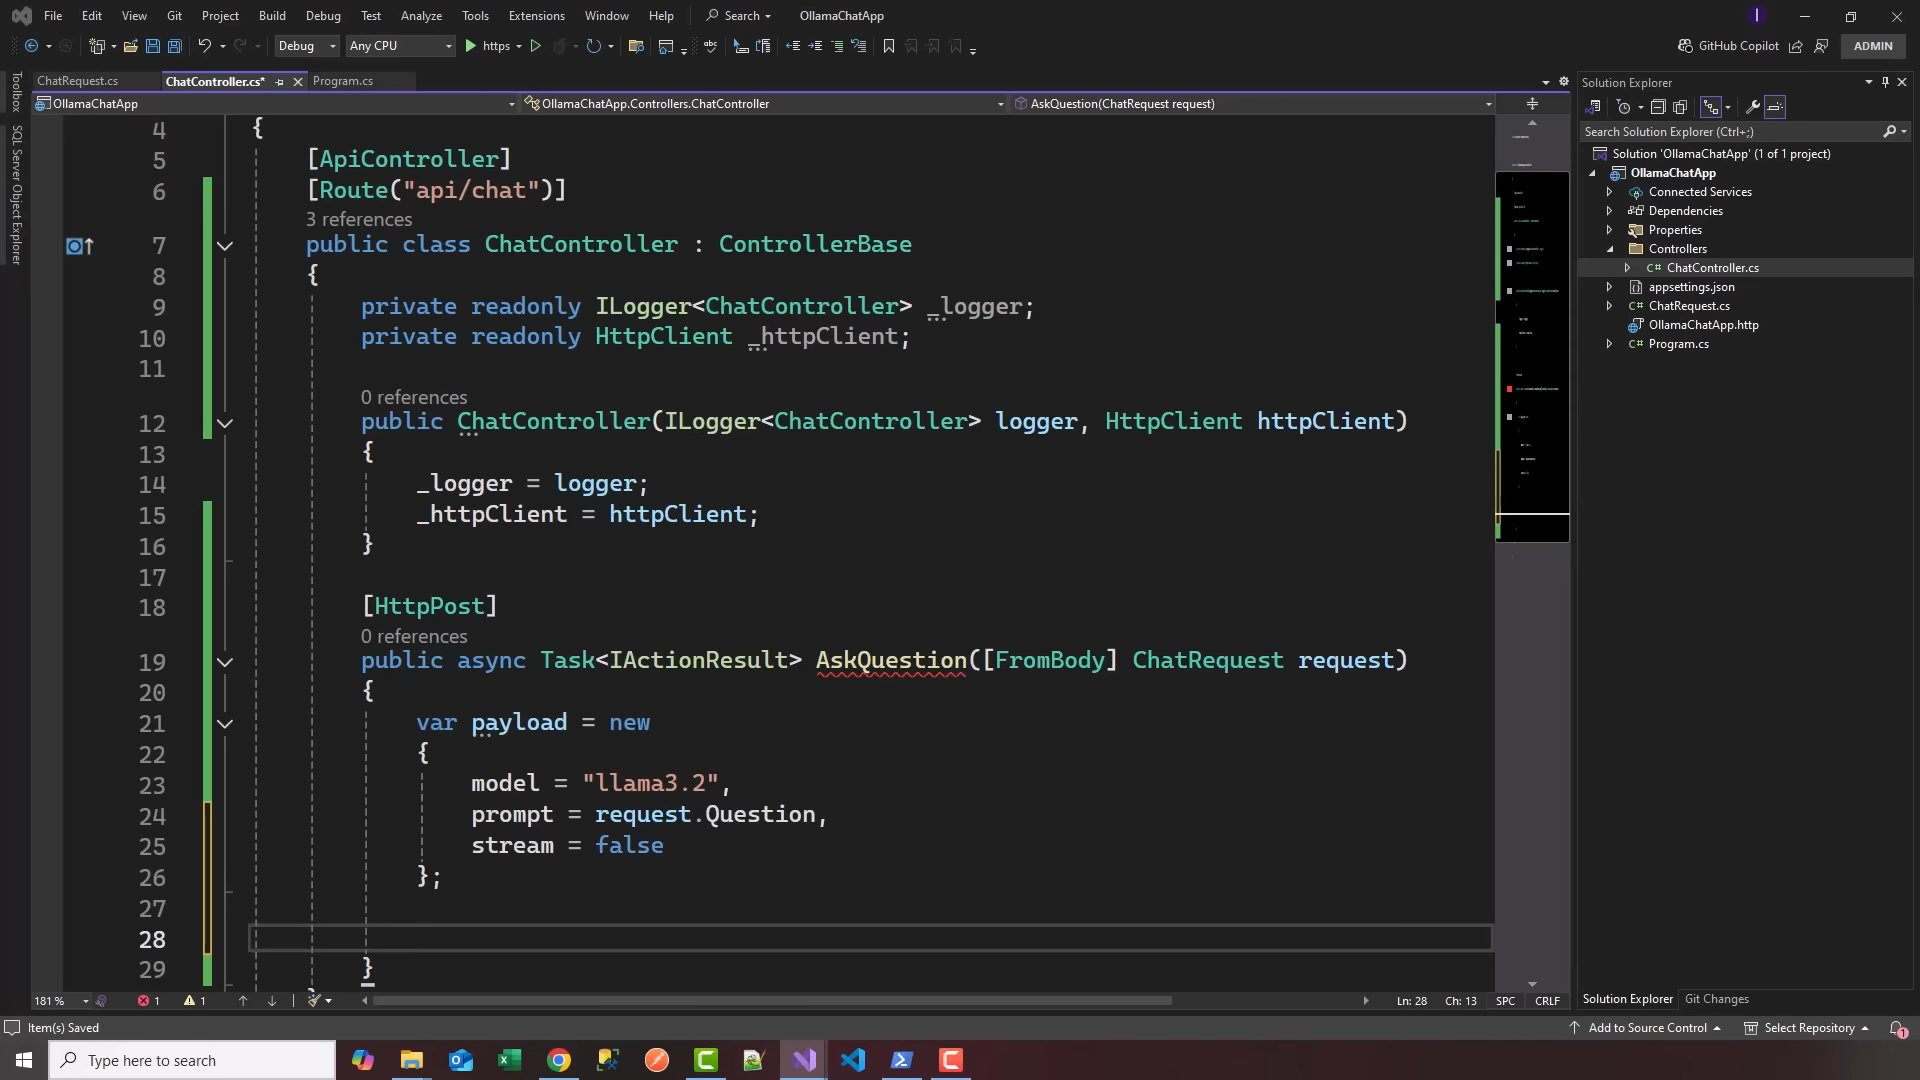 File Edit View Git Project Build Debug Test Analyze Tools Extensions Window Help Search OllamaChatApp
Debug Any CPU https GitHub Copilot ADMIN
ChatRequest.cs ChatController.cs* Program.cs
OllamaChatApp OllamaChatApp.Controllers.ChatController AskQuestion(ChatRequest request)
Toolbox
SQL Server Object Explorer
4 {
5 [ApiController]
6 [Route("api/chat")]
3 references
7 public class ChatController : ControllerBase
8 {
9 private readonly ILogger<ChatController> _logger;
10 private readonly HttpClient _httpClient;
11
0 references
12 public ChatController(ILogger<ChatController> logger, HttpClient httpClient)
13 {
14 _logger = logger;
15 _httpClient = httpClient;
16 }
17
18 [HttpPost]
0 references
19 public async Task<IActionResult> AskQuestion([FromBody] ChatRequest request)
20 {
21 var payload = new
22 {
23 model = "llama3.2",
24 prompt = request.Question,
25 stream = false
26 };
27
28
29 }
181 % 1 1 Ln: 28 Ch: 13 SPC CRLF
Solution Explorer
Search Solution Explorer (Ctrl+;)
Solution 'OllamaChatApp' (1 of 1 project)
OllamaChatApp
Connected Services
Dependencies
Properties
Controllers
C# ChatController.cs
appsettings.json
C# ChatRequest.cs
OllamaChatApp.http
C# Program.cs
Solution Explorer Git Changes
Item(s) Saved Add to Source Control Select Repository 1
Type here to search